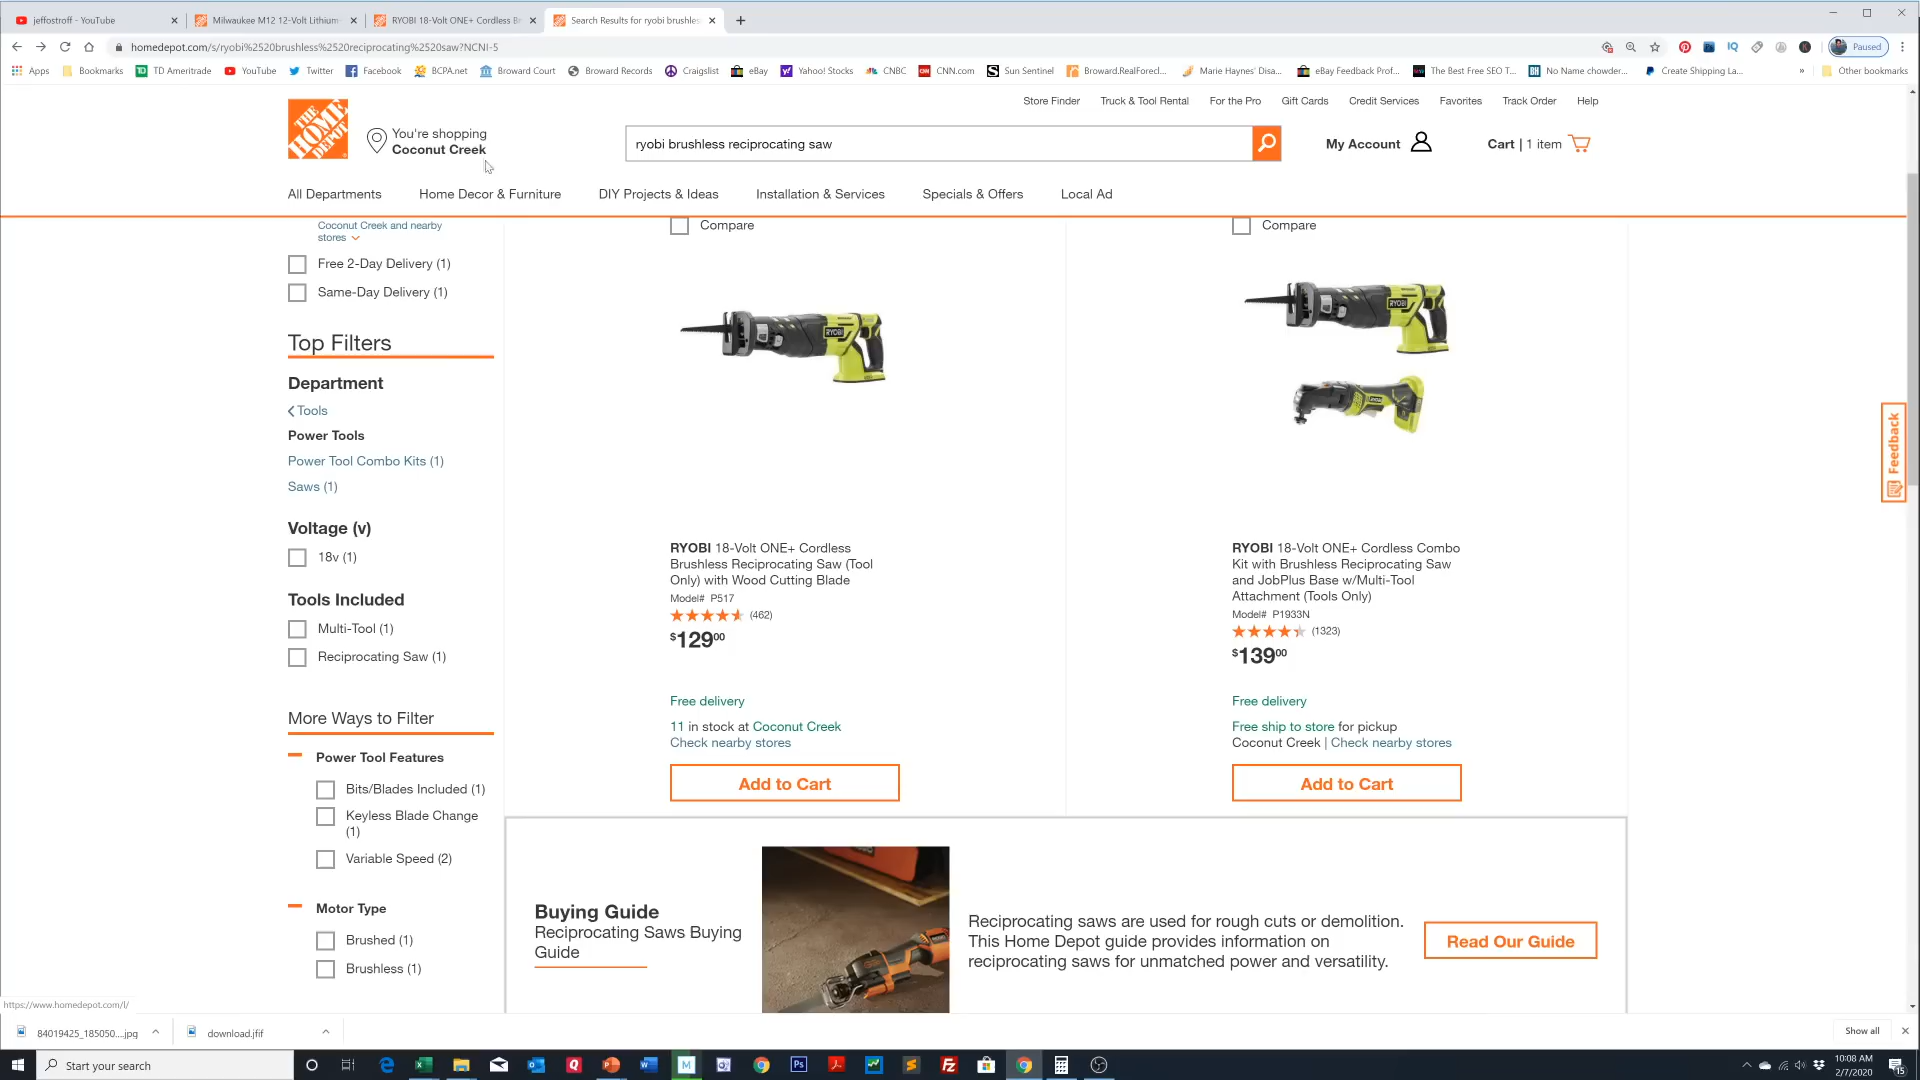 jeffostroff - YouTube
Milwaukee M12 12-Volt Lithium-
RYOBI 18-Volt ONE+ Cordless Br
Search Results for ryobi brushles
homedepot.com/s/ryobi%2520brushless%2520reciprocating%2520saw?NCNI-5
Paused
Apps
Bookmarks
TD Ameritrade
YouTube
Twitter
Facebook
BCPA.net
Broward Court
Broward Records
Craigslist
eBay
Yahoo! Stocks
CNBC
CNN.com
Sun Sentinel
Broward.RealForecl...
Marie Haynes' Disa...
eBay Feedback Prof...
The Best Free SEO T...
No Name chowder...
Create Shipping La...
»
Other bookmarks
Store Finder
Truck & Tool Rental
For the Pro
Gift Cards
Credit Services
Favorites
Track Order
Help
THE HOME DEPOT
You're shopping
Coconut Creek
ryobi brushless reciprocating saw
My Account
Cart | 1 item
All Departments
Home Decor & Furniture
DIY Projects & Ideas
Installation & Services
Specials & Offers
Local Ad
Coconut Creek and nearby
stores
Free 2-Day Delivery (1)
Same-Day Delivery (1)
Top Filters
Department
Tools
Power Tools
Power Tool Combo Kits (1)
Saws (1)
Voltage (v)
18v (1)
Tools Included
Multi-Tool (1)
Reciprocating Saw (1)
More Ways to Filter
Power Tool Features
Bits/Blades Included (1)
Keyless Blade Change
(1)
Variable Speed (2)
Motor Type
Brushed (1)
Brushless (1)
Compare
RYOBI
RYOBI 18-Volt ONE+ Cordless
Brushless Reciprocating Saw (Tool
Only) with Wood Cutting Blade
Model# P517
(462)
$12900
Free delivery
11 in stock at Coconut Creek
Check nearby stores
Add to Cart
Compare
RYOBI
RYOBI 18-Volt ONE+ Cordless Combo
Kit with Brushless Reciprocating Saw
and JobPlus Base w/Multi-Tool
Attachment (Tools Only)
Model# P1933N
(1323)
$13900
Free delivery
Free ship to store for pickup
Coconut Creek | Check nearby stores
Add to Cart
Feedback
Buying Guide
Reciprocating Saws Buying
Guide
Reciprocating saws are used for rough cuts or demolition.
This Home Depot guide provides information on
reciprocating saws for unmatched power and versatility.
Read Our Guide
https://www.homedepot.com/l/
84019425_185050....jpg
download.jfif
Show all
Start your search
10:08 AM
2/7/2020
15